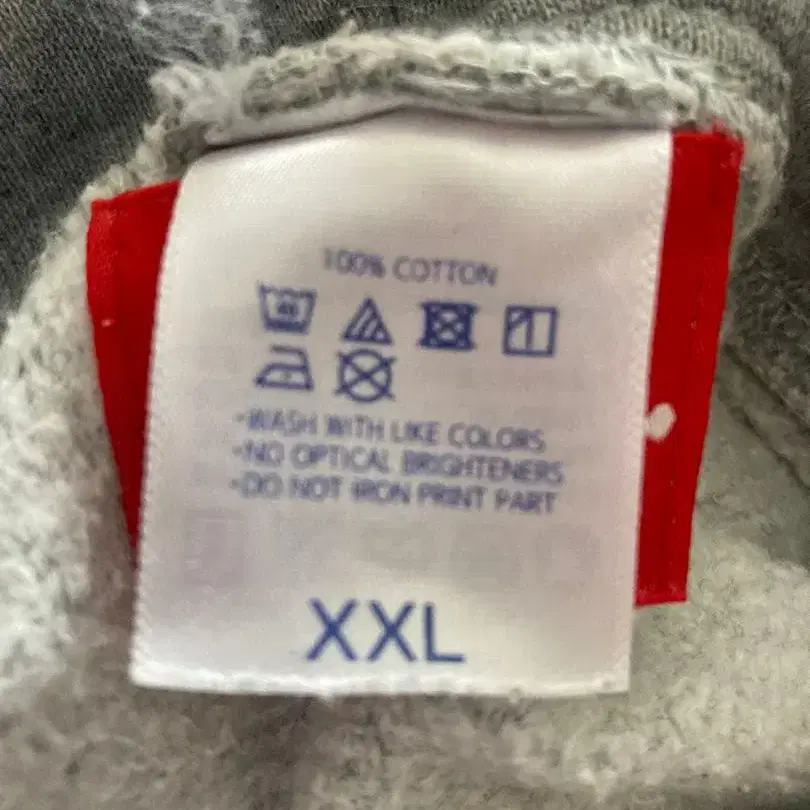 100% COTTON
-WASH WITH LIKE COLORS
-NO OPTICAL BRIGHTENERS
-DO NOT IRON PRINT PART
XXL